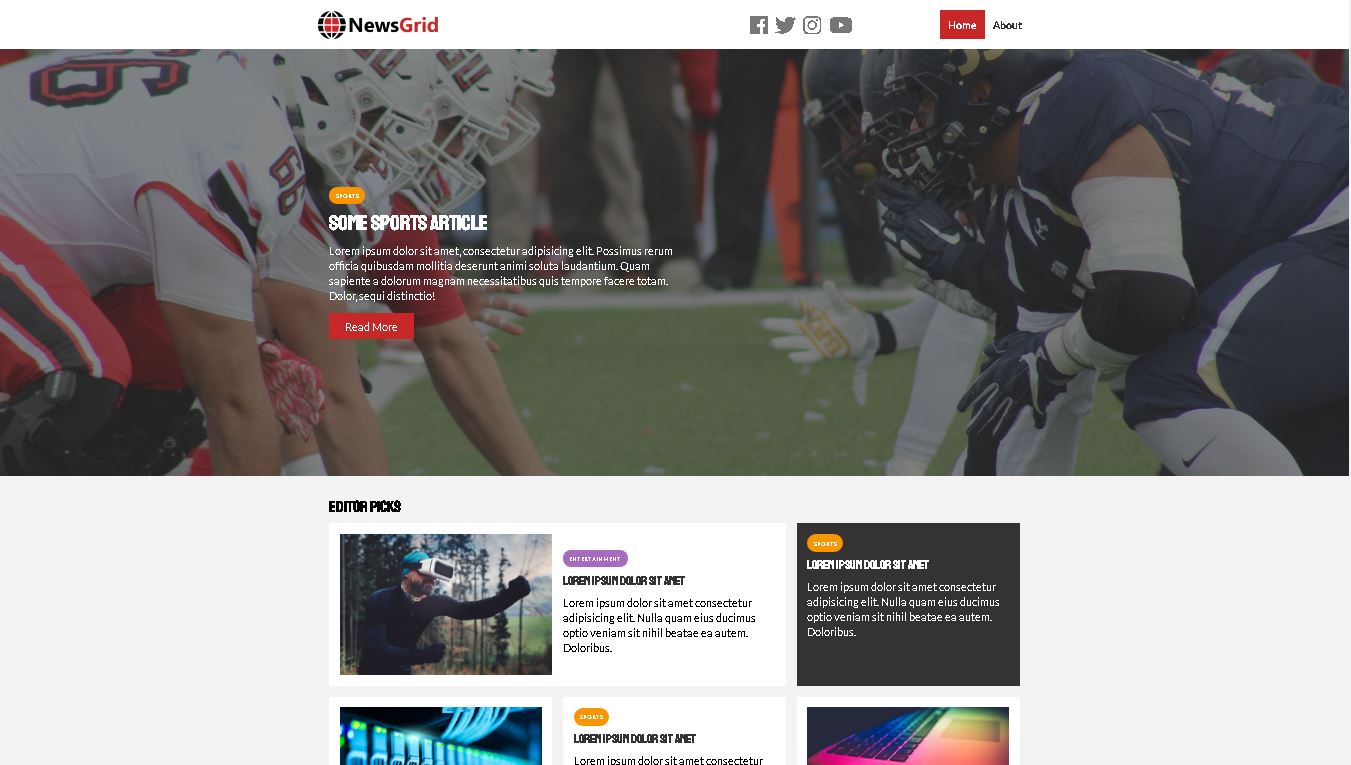 NewsGrid
Home
About
SPORTS
SOME SPORTS ARTICLE
Lorem ipsum dolor sit amet, consectetur adipisicing elit. Possimus rerum
officia quibusdam mollitia deserunt animi soluta laudantium. Quam
sapiente a dolorum magnam necessitatibus quis tempore facere totam.
Dolor, sequi distinctio!
Read More
EDITOR PICKS
ENTERTAINMENT
LOREM IPSUM DOLOR SIT AMET
Lorem ipsum dolor sit amet consectetur
adipisicing elit. Nulla quam eius ducimus
optio veniam sit nihil beatae ea autem.
Doloribus.
SPORTS
LOREM IPSUM DOLOR SIT AMET
Lorem ipsum dolor sit amet consectetur
adipisicing elit. Nulla quam eius ducimus
optio veniam sit nihil beatae ea autem.
Doloribus.
SPORTS
LOREM IPSUM DOLOR SIT AMET
Lorem ipsum dolor sit amet consectetur